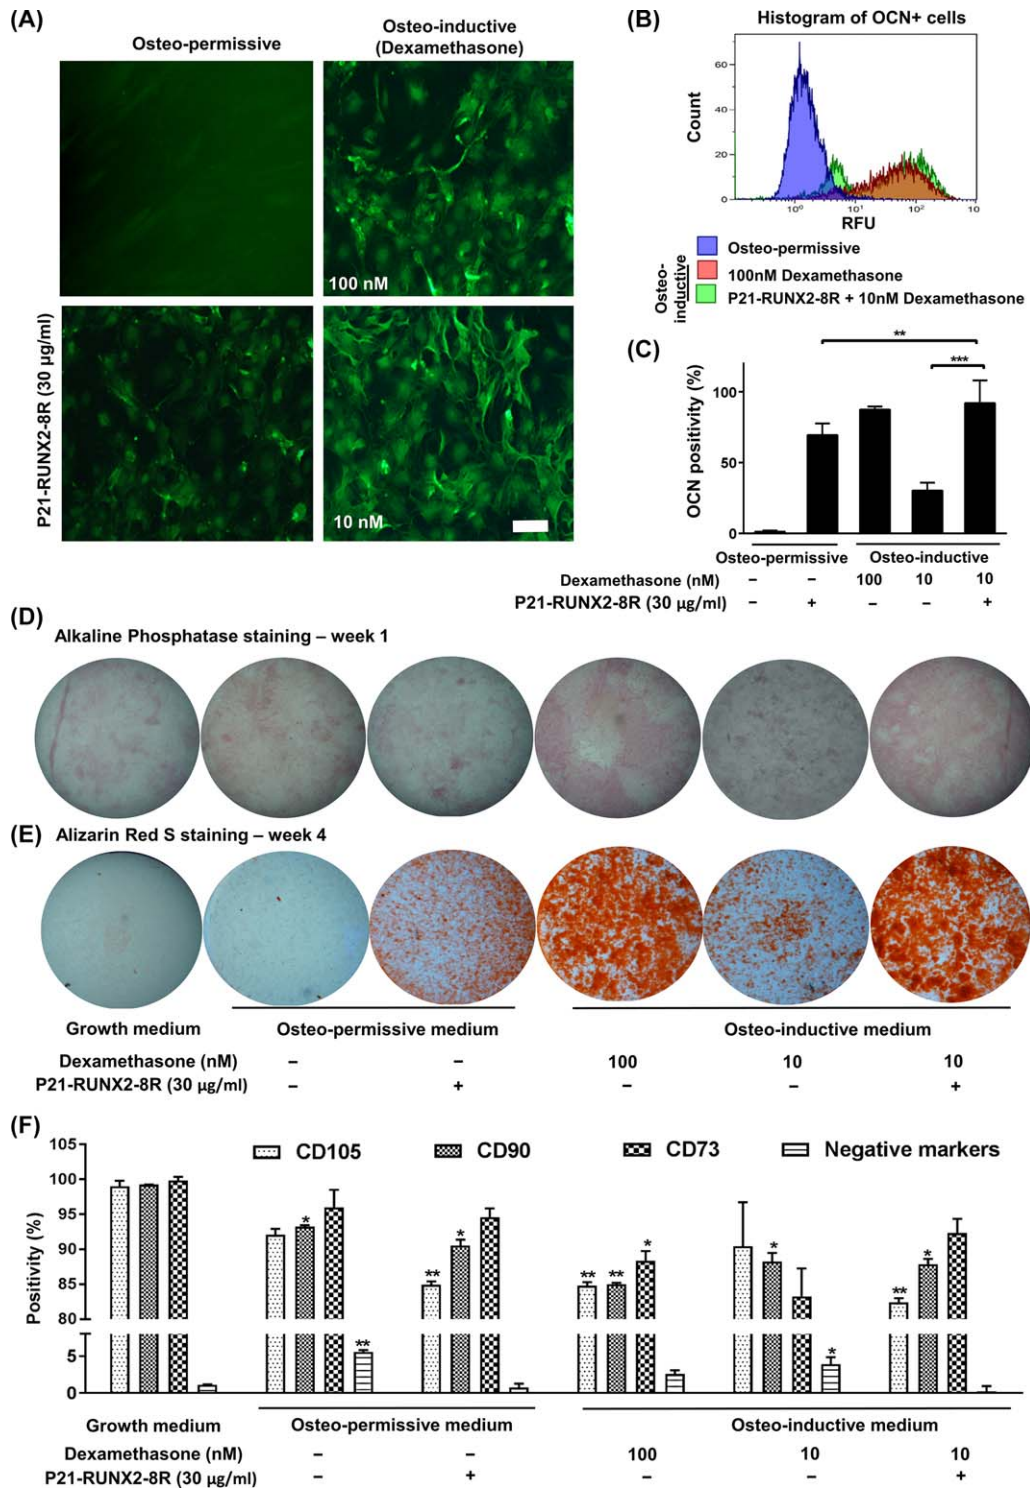 (A)
Osteo-permissive
Osteo-inductive
(Dexamethasone)
100 nM
P21-RUNX2-8R (30 µg/ml)
10 nM
(B)
Histogram of OCN+ cells
60
40
20
0
Count
10⁰ 10¹ 10² 10
RFU
Osteo-inductive
Osteo-permissive
100nM Dexamethasone
P21-RUNX2-8R + 10nM Dexamethasone
(C)
OCN positivity (%)
100
50
0
**
***
Osteo-permissive Osteo-inductive
Dexamethasone (nM) – – 100 10 10
P21-RUNX2-8R (30 µg/ml) – + – – +
(D)
Alkaline Phosphatase staining – week 1
(E)
Alizarin Red S staining – week 4
Growth medium Osteo-permissive medium Osteo-inductive medium
Dexamethasone (nM) – – 100 10 10
P21-RUNX2-8R (30 µg/ml) – + – – +
(F)
CD105 CD90 CD73 Negative markers
Positivity (%)
105
100
95
90
85
80
5
0
* ** ** * ** ** * * * ** *
Growth medium Osteo-permissive medium Osteo-inductive medium
Dexamethasone (nM) – – 100 10 10
P21-RUNX2-8R (30 µg/ml) – + – – +